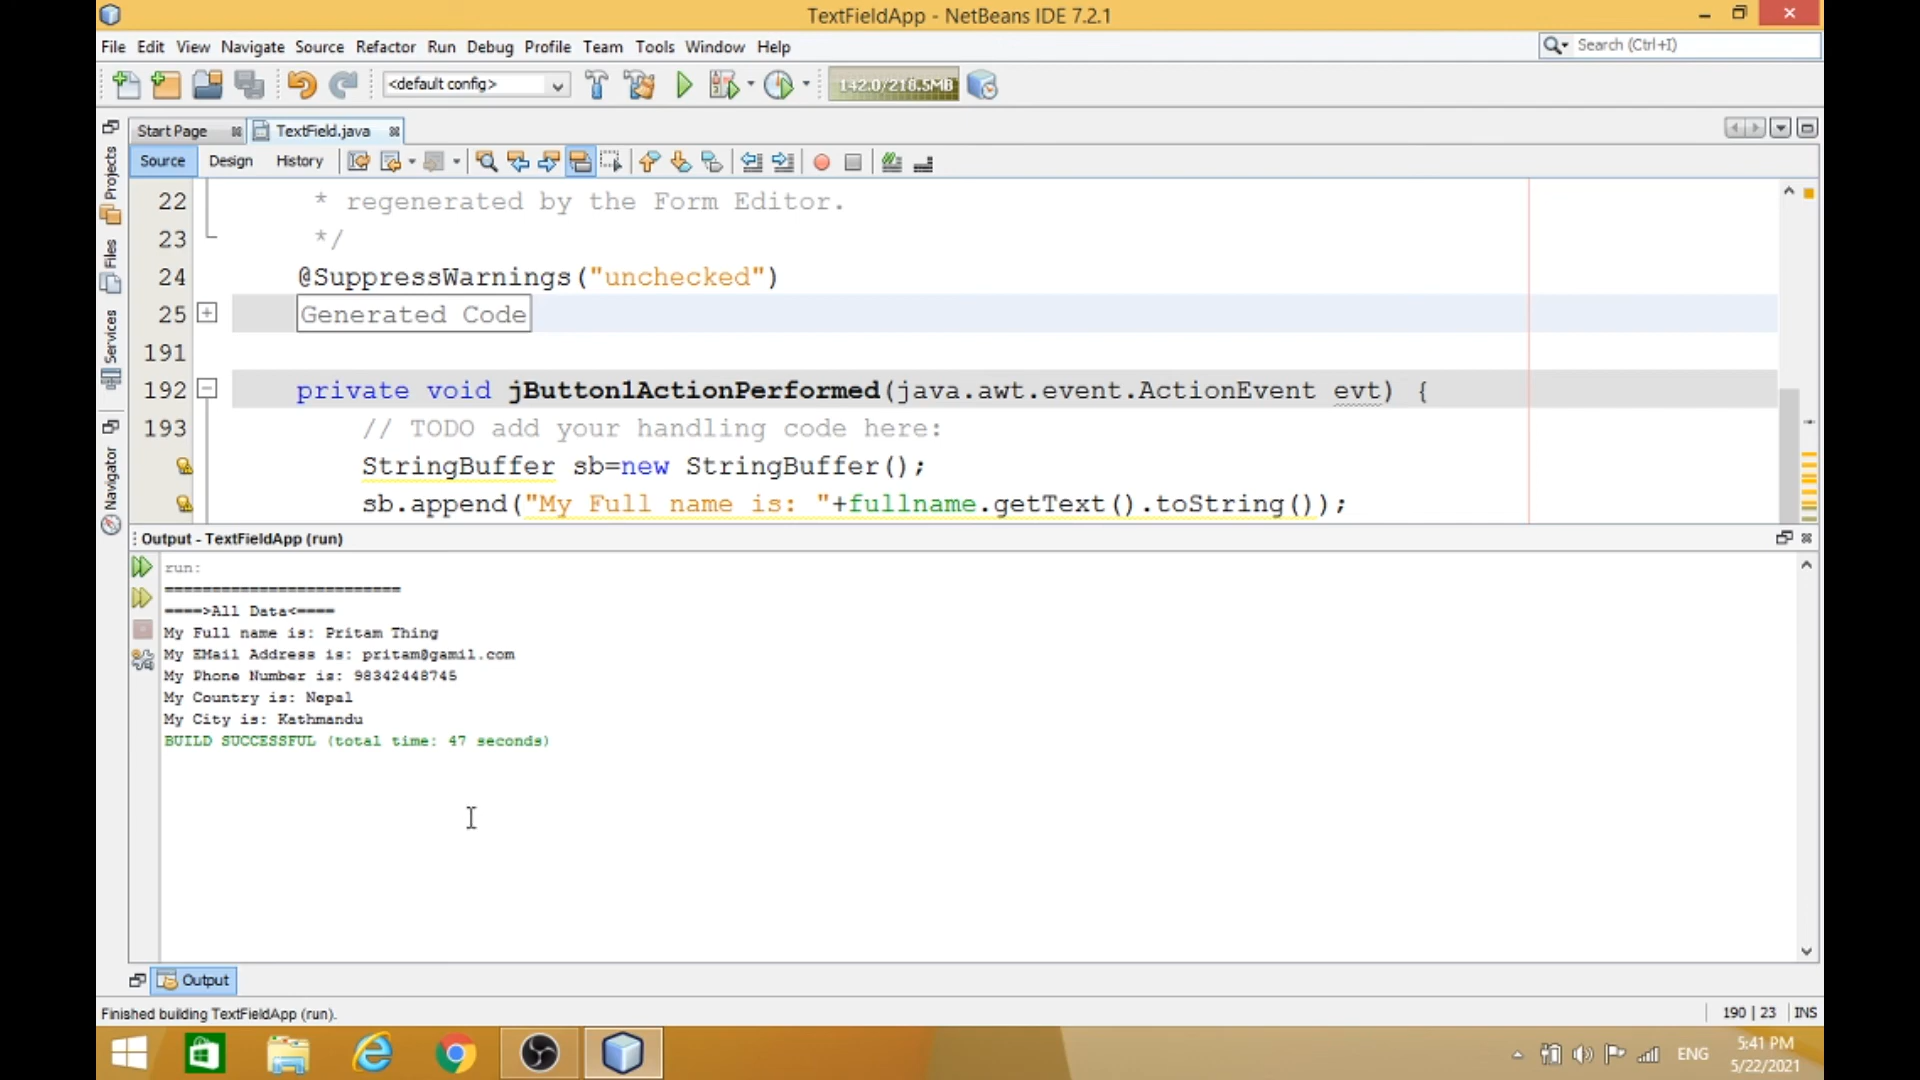 TextFieldApp - NetBeans IDE 7.2.1
File Edit View Navigate Source Refactor Run Debug Profile Team Tools Window Help
Search (Ctrl+I)
<default config>
142.0/218.5MB
Start Page
TextField.java
Source Design History
Projects
Files
Services
Navigator
22 * regenerated by the Form Editor.
23 */
24 @SuppressWarnings("unchecked")
25 Generated Code
191
192 private void jButton1ActionPerformed(java.awt.event.ActionEvent evt) {
193 // TODO add your handling code here:
StringBuffer sb=new StringBuffer();
sb.append("My Full name is: "+fullname.getText().toString());
Output - TextFieldApp (run)
run:
=========================
====>All Data<====
My Full name is: Pritam Thing
My EMail Address is: pritam@gamil.com
My Phone Number is: 98342448745
My Country is: Nepal
My City is: Kathmandu
BUILD SUCCESSFUL (total time: 47 seconds)
Output
Finished building TextFieldApp (run).
190 | 23 INS
ENG
5:41 PM
5/22/2021